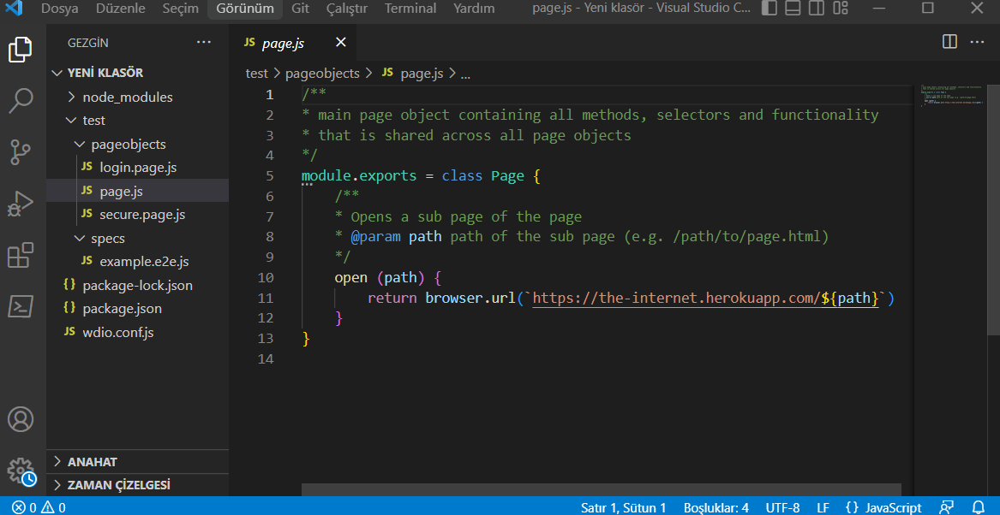 Dosya Düzenle Seçim Görünüm Git Çalıştır Terminal Yardım page.js - Yeni klasör - Visual Studio C...
GEZGİN ...
YENİ KLASÖR
node_modules
test
pageobjects
JS login.page.js
JS page.js
JS secure.page.js
specs
JS example.e2e.js
{} package-lock.json
{} package.json
JS wdio.conf.js
ANAHAT
ZAMAN ÇİZELGESİ
JS page.js ×
test > pageobjects > JS page.js > ...
1 /**
2 * main page object containing all methods, selectors and functionality
3 * that is shared across all page objects
4 */
5 module.exports = class Page {
6     /**
7     * Opens a sub page of the page
8     * @param path path of the sub page (e.g. /path/to/page.html)
9     */
10     open (path) {
11         return browser.url(`https://the-internet.herokuapp.com/${path}`)
12     }
13 }
14
0 0 Satır 1, Sütun 1 Boşluklar: 4 UTF-8 LF {} JavaScript